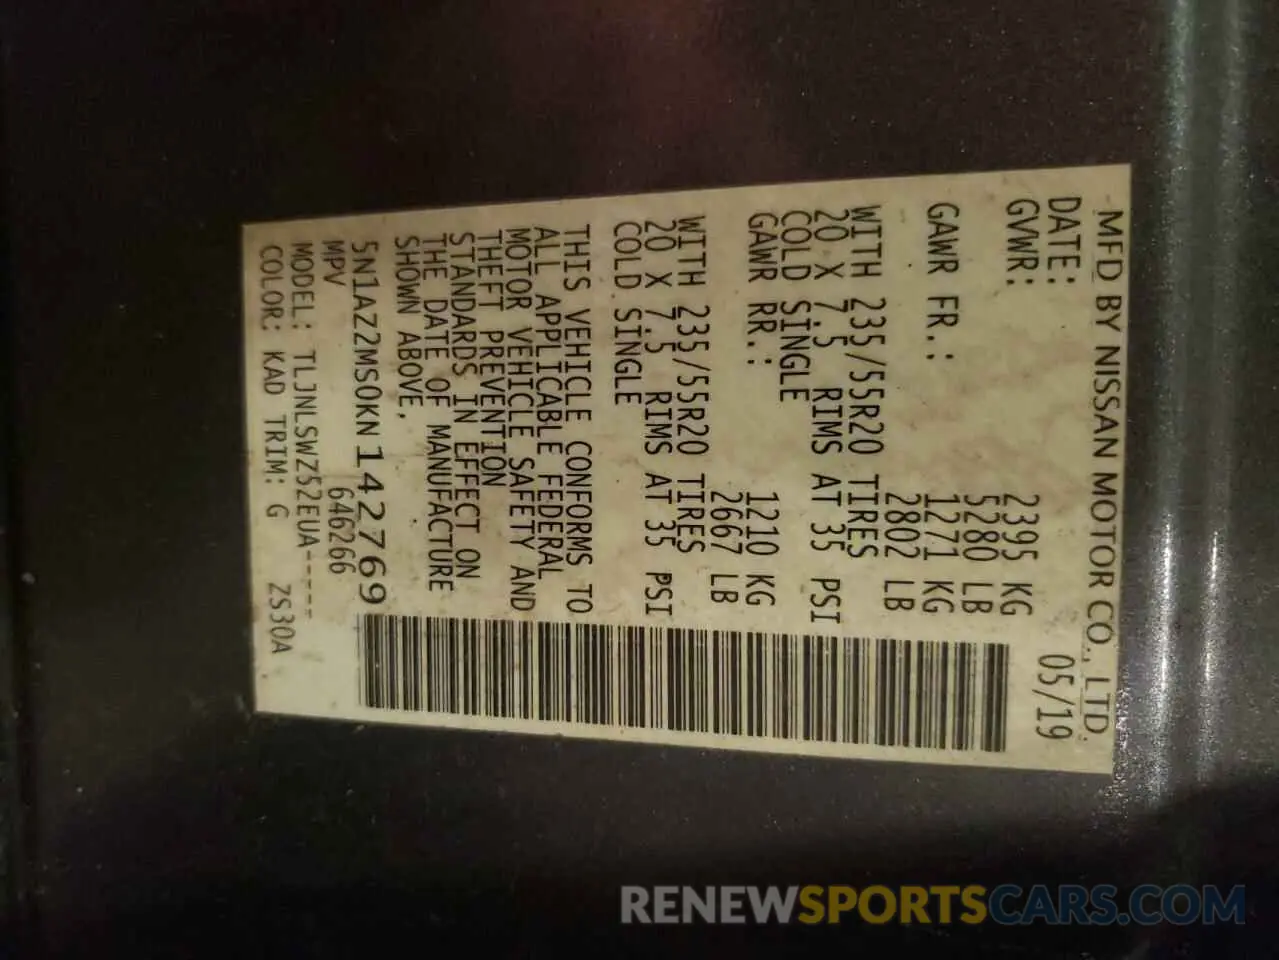 MFD BY NISSAN MOTOR CO., LTD.
DATE: 05/19
GVWR: 2395 KG
5280 LB
GAWR FR.: 1271 KG
2802 LB
WITH 235/55R20 TIRES
20 X 7.5 RIMS AT 35 PSI
COLD SINGLE
GAWR RR.: 1210 KG
2667 LB
WITH 235/55R20 TIRES
20 X 7.5 RIMS AT 35 PSI
COLD SINGLE
THIS VEHICLE CONFORMS TO
ALL APPLICABLE FEDERAL
MOTOR VEHICLE SAFETY AND
THEFT PREVENTION
STANDARDS IN EFFECT ON
THE DATE OF MANUFACTURE
SHOWN ABOVE,
5N1AZ2MS0KN142769
MPV 646266
MODEL: TLJNLSWZ52EUA-----
COLOR: KAD TRIM: G ZS30A
RENEWSPORTSCARS.COM